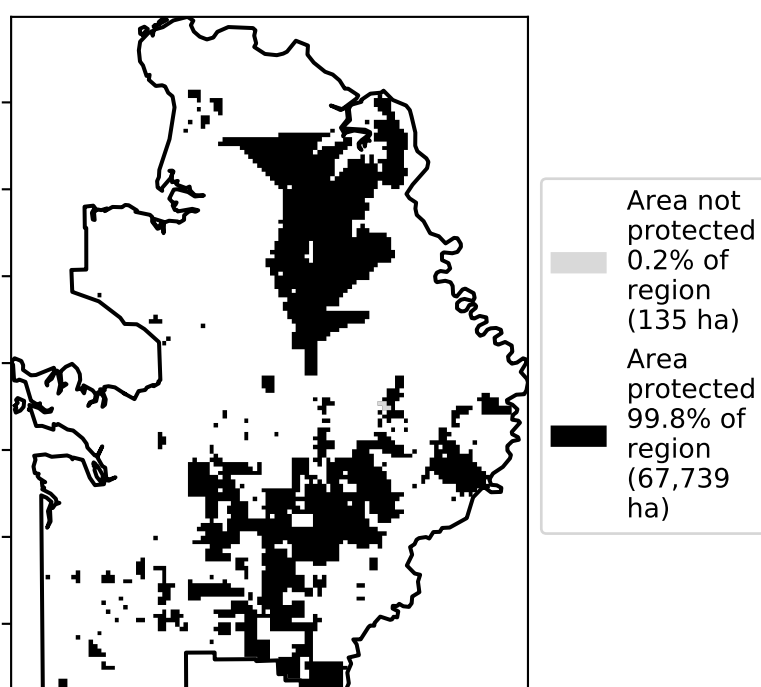 Area not
protected
0.2% of
region
(135 ha)
Area
protected
99.8% of
region
(67,739
ha)